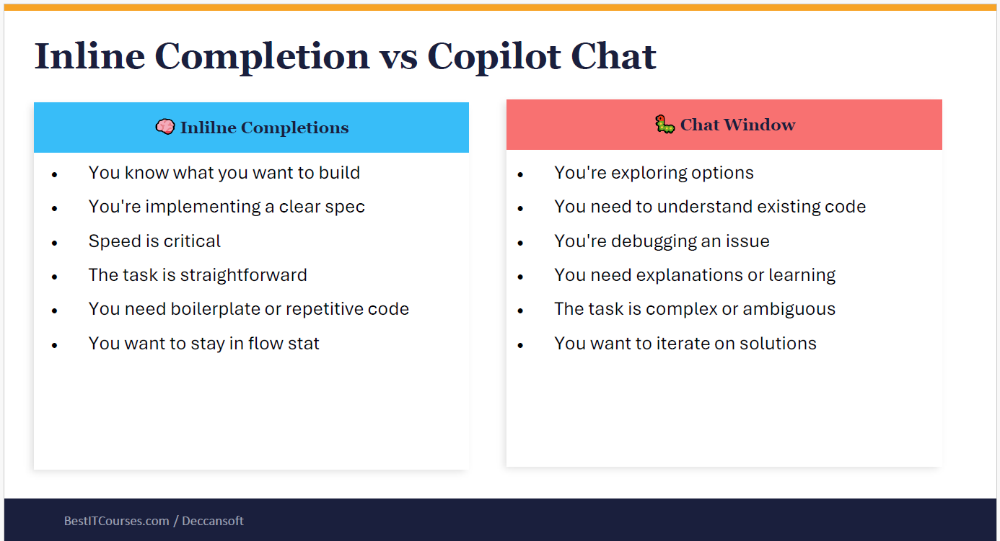 Inline Completion vs Copilot Chat
🧠 Inlilne Completions
• You know what you want to build
• You're implementing a clear spec
• Speed is critical
• The task is straightforward
• You need boilerplate or repetitive code
• You want to stay in flow stat
🐛 Chat Window
• You're exploring options
• You need to understand existing code
• You're debugging an issue
• You need explanations or learning
• The task is complex or ambiguous
• You want to iterate on solutions
BestITCourses.com / Deccansoft